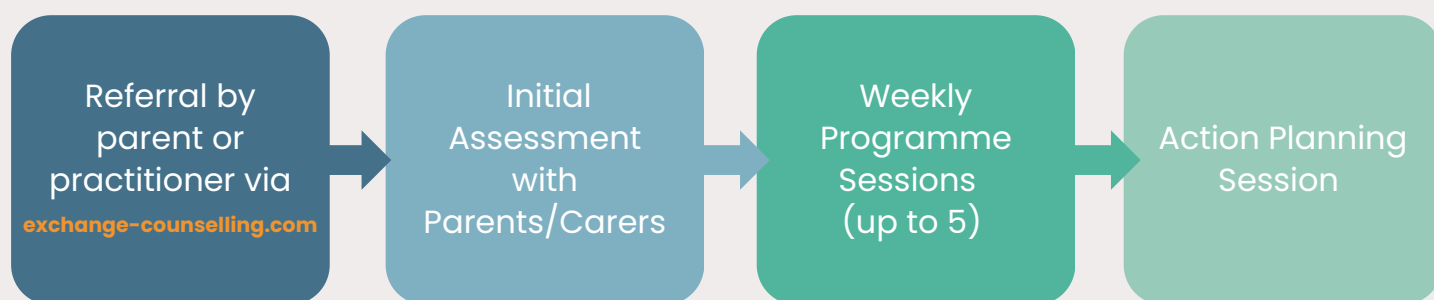 Referral by
parent or
practitioner via
exchange-counselling.com
Initial
Assessment
with
Parents/Carers
Weekly
Programme
Sessions
(up to 5)
Action Planning
Session